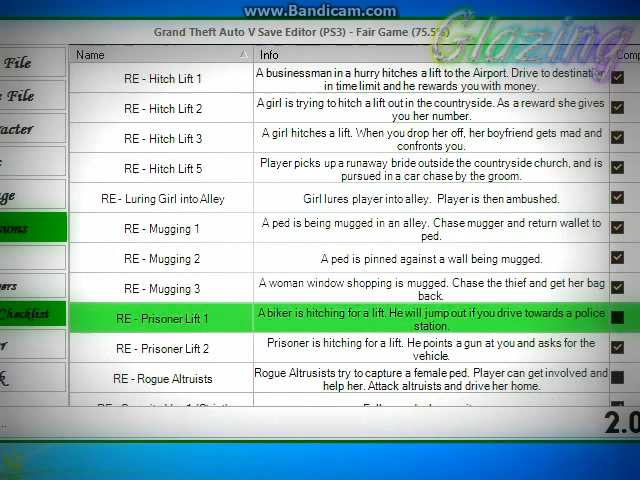 www.Bandicam.com
Grand Theft Auto V Save Editor (PS3) - Fair Game (75.5%)
Glazing
File
Name
Info
Comp
RE - Hitch Lift 1
A businessman in a hurry hitches a lift to the Airport. Drive to destination
in time limit and he rewards you with money.
File
RE - Hitch Lift 2
A girl is trying to hitch a lift out in the countryside. As a reward she gives
you her number.
RE - Hitch Lift 3
A girl hitches a lift. When you drop her off, her boyfriend gets mad and
confronts you.
RE - Hitch Lift 5
Player picks up a runaway bride outside the countryside church, and is
pursued in a car chase by the groom.
RE - Luring Girl into Alley
Girl lures player into alley. Player is then ambushed.
RE - Mugging 1
A ped is being mugged in an alley. Chase mugger and return wallet to
ped.
RE - Mugging 2
A ped is pinned against a wall being mugged.
RE - Mugging 3
A woman window shopping is mugged. Chase the thief and get her bag
back.
Checklist
RE - Prisoner Lift 1
A biker is hitching for a lift. He will jump out if you drive towards a police
station.
RE - Prisoner Lift 2
Prisoner is hitching for a lift. He points a gun at you and asks for the
vehicle.
RE - Rogue Altruists
Rogue Altrusists try to capture a female ped. Player can get involved and
help her. Attack altruists and drive her home.
2.0